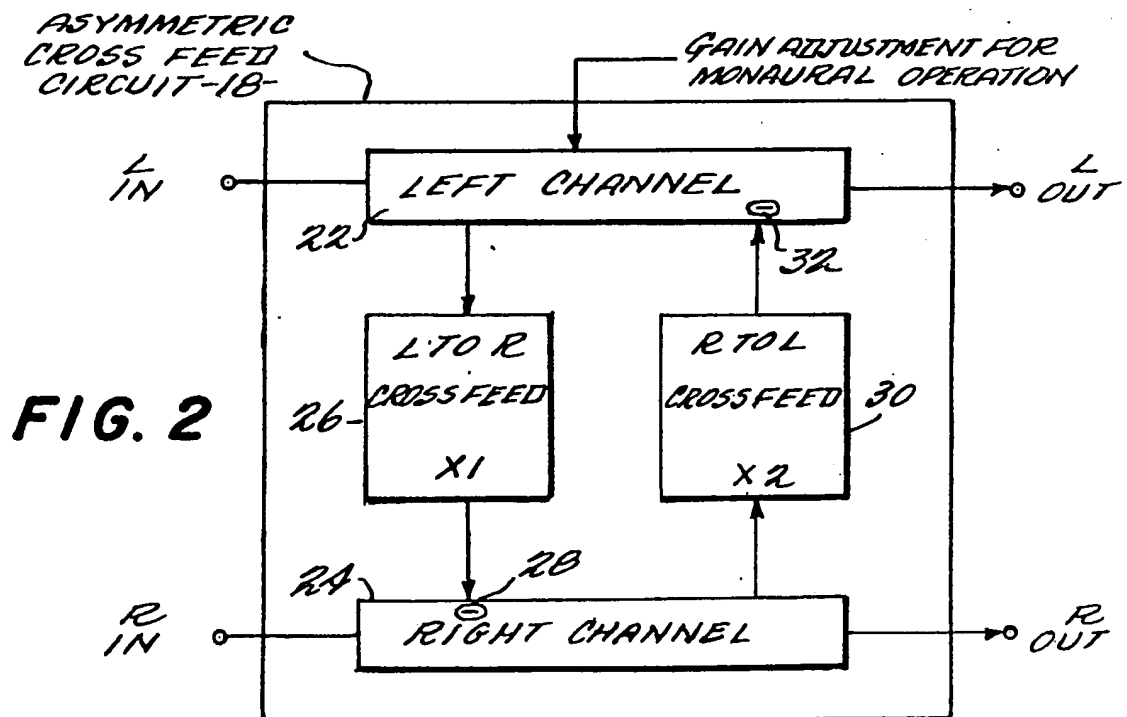 ASYMMETRIC
CROSS FEED
CIRCUIT-18-
GAIN ADJUSTMENT FOR
MONAURAL OPERATION
L
IN
LEFT CHANNEL
L
OUT
22
32
L TO R
CROSSFEED
X1
26
R TO L
CROSSFEED
X2
30
FIG. 2
24
28
R
IN
RIGHT CHANNEL
R
OUT